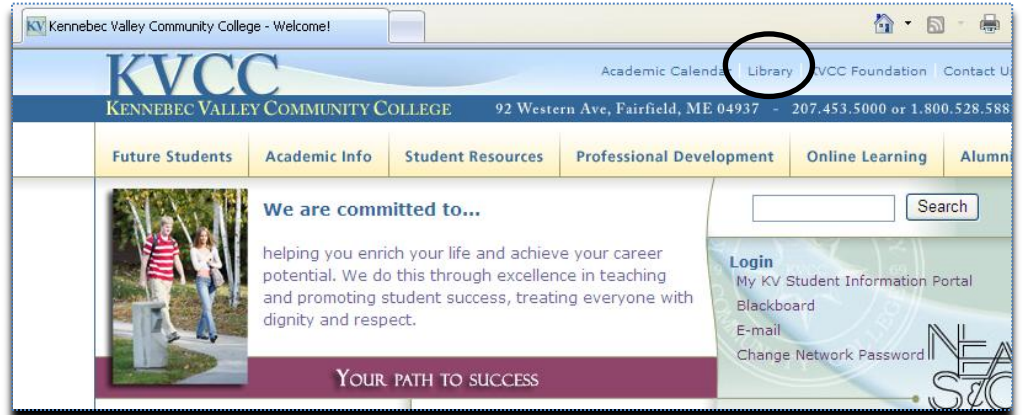 KV Kennebec Valley Community College - Welcome!
KVCC
Academic Calendar Library KVCC Foundation Contact U
KENNEBEC VALLEY COMMUNITY COLLEGE 92 Western Ave, Fairfield, ME 04937 - 207.453.5000 or 1.800.528.588
Future Students Academic Info Student Resources Professional Development Online Learning Alumni
We are committed to...
helping you enrich your life and achieve your career
potential. We do this through excellence in teaching
and promoting student success, treating everyone with
dignity and respect.
YOUR PATH TO SUCCESS
Search
Login
My KV Student Information Portal
Blackboard
E-mail
Change Network Password
NEA
S&C